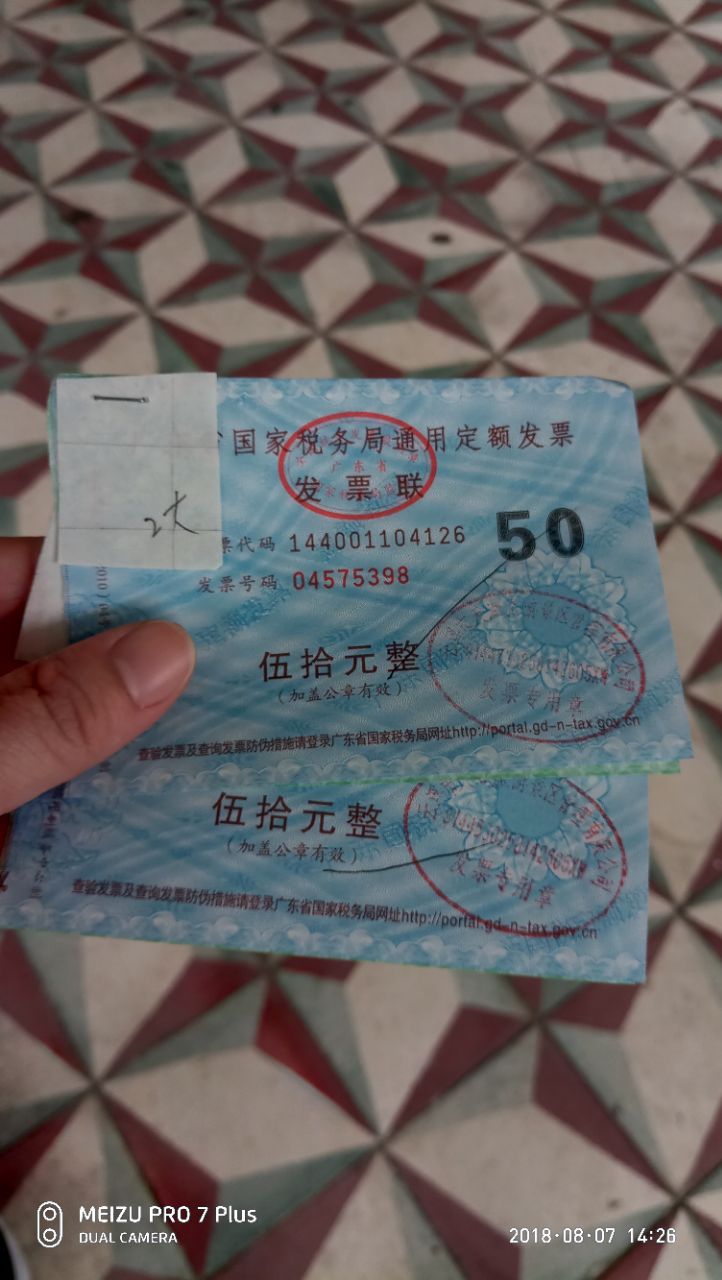 国家税务局通用定额发票
广东省
发票联
票代码 144001104126
50
发票号码 04575398
伍拾元整
(加盖公章有效)
发票专用章
查验发票及查询发票防伪措施请登录广东省国家税务局网址http://portal.gd-n-tax.gov.cn
伍拾元整
(加盖公章有效)
发票专用章
查验发票及查询发票防伪措施请登录广东省国家税务局网址http://portal.gd-n-tax.gov.cn
MEIZU PRO 7 Plus
DUAL CAMERA
2018·08·07 14:26